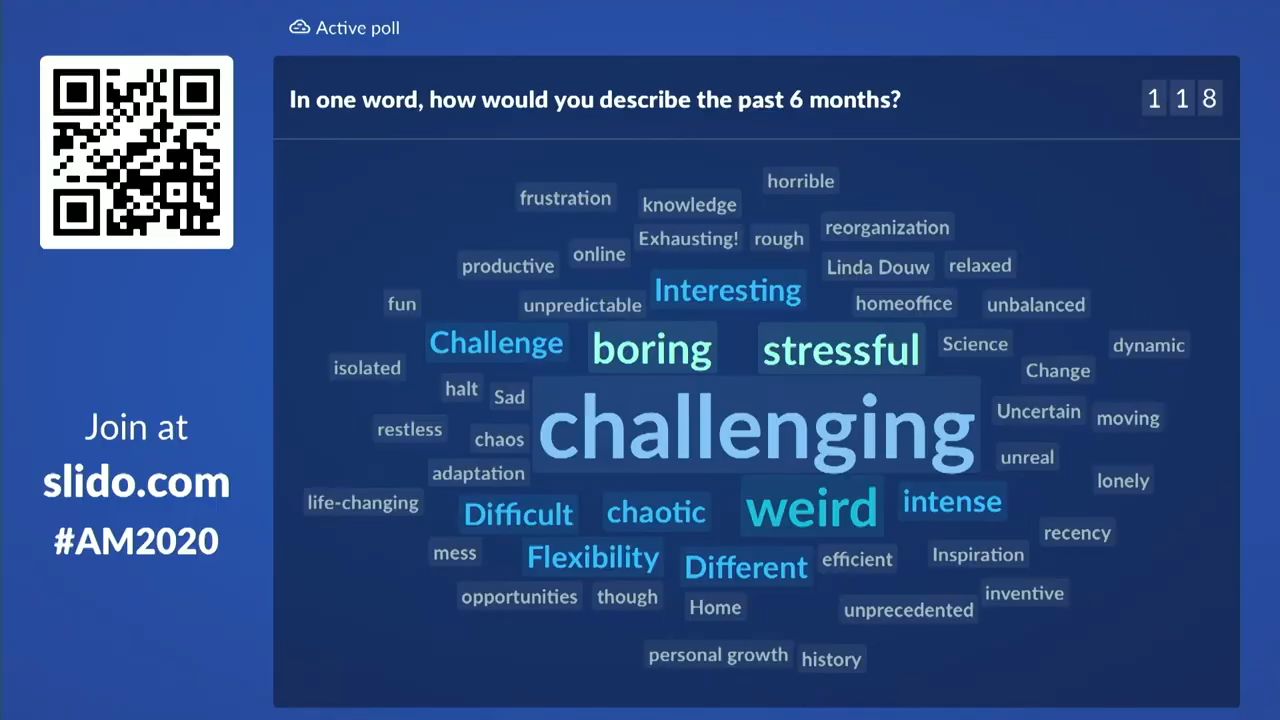 Active poll
In one word, how would you describe the past 6 months?
1 1 8
horrible
frustration
knowledge
reorganization
Exhausting!
rough
online
productive
Linda Douw
relaxed
Interesting
fun
unpredictable
homeoffice
unbalanced
Challenge
boring
stressful
Science
dynamic
isolated
Change
halt
Sad
challenging
Uncertain
moving
restless
chaos
unreal
adaptation
lonely
life-changing
Difficult
chaotic
weird
intense
recency
mess
Flexibility
Different
efficient
Inspiration
opportunities
though
Home
unprecedented
inventive
personal growth
history
Join at
slido.com
#AM2020